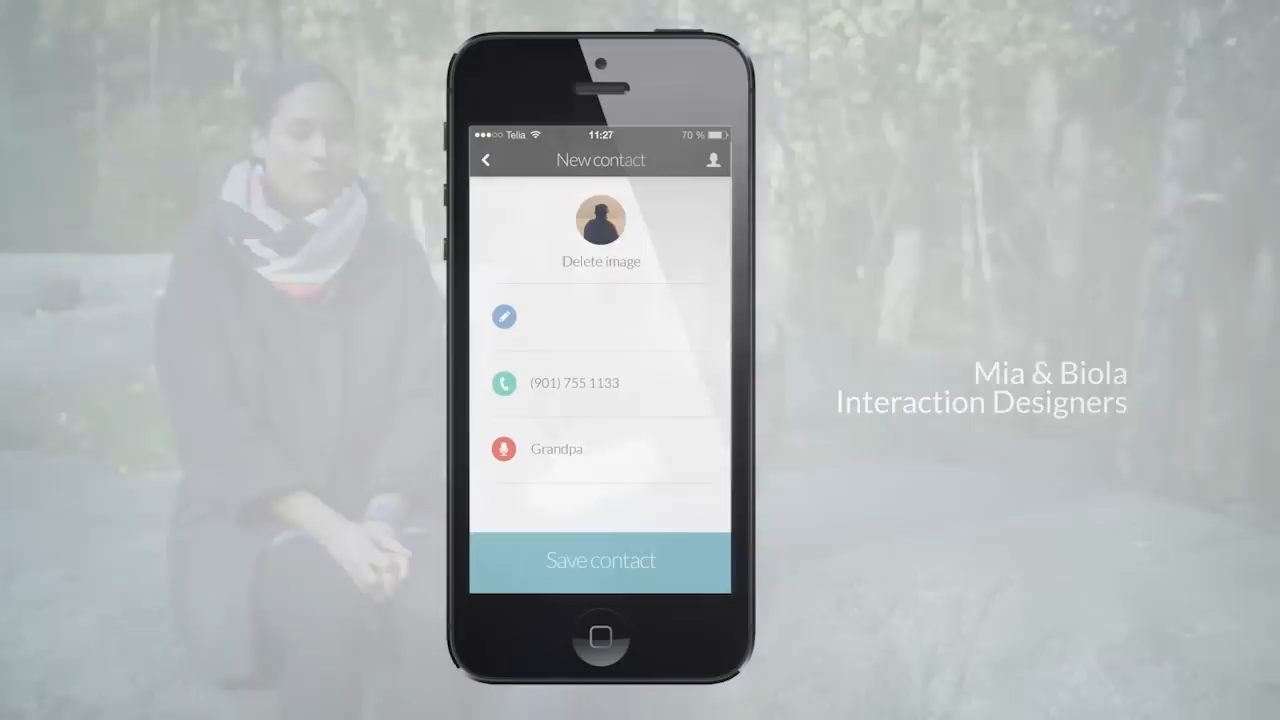 Telia 11:27 70 %
New contact
Delete image
(901) 755 1133
Grandpa
Save contact
Mia & Biola
Interaction Designers